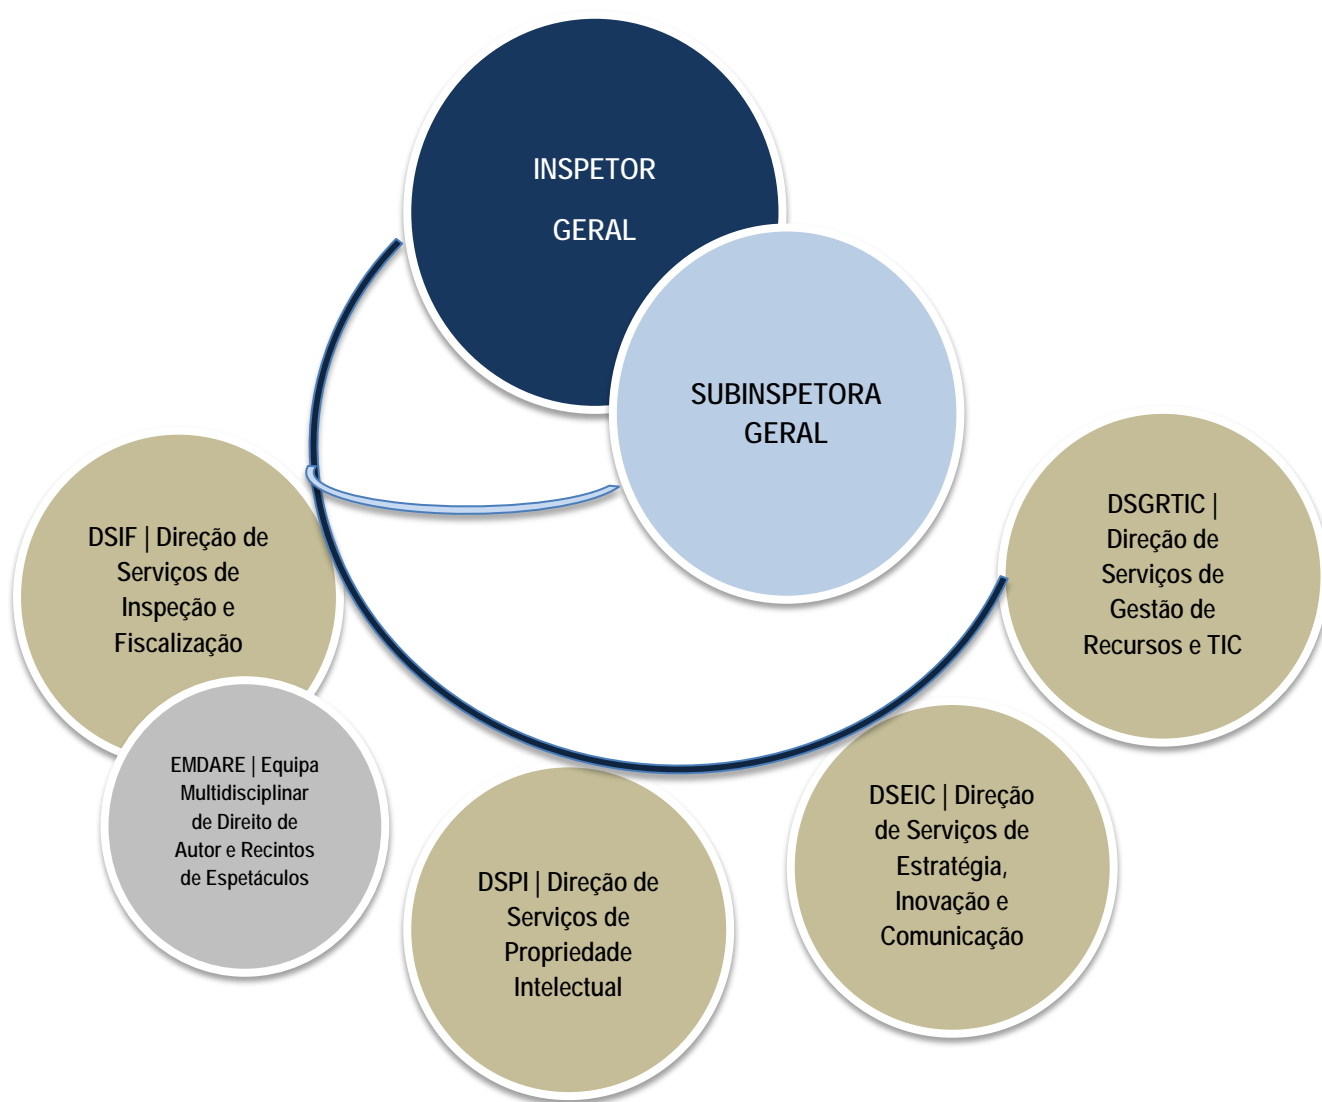 INSPETOR
GERAL
SUBINSPETORA
GERAL
DSGRTIC |
Direção de
Serviços de
Gestão de
Recursos e TIC
DSIF | Direção de
Serviços de
Inspeção e
Fiscalização
EMDARE | Equipa
Multidisciplinar
de Direito de
Autor e Recintos
de Espetáculos
DSPI | Direção de
Serviços de
Propriedade
Intelectual
DSEIC | Direção
de Serviços de
Estratégia,
Inovação e
Comunicação